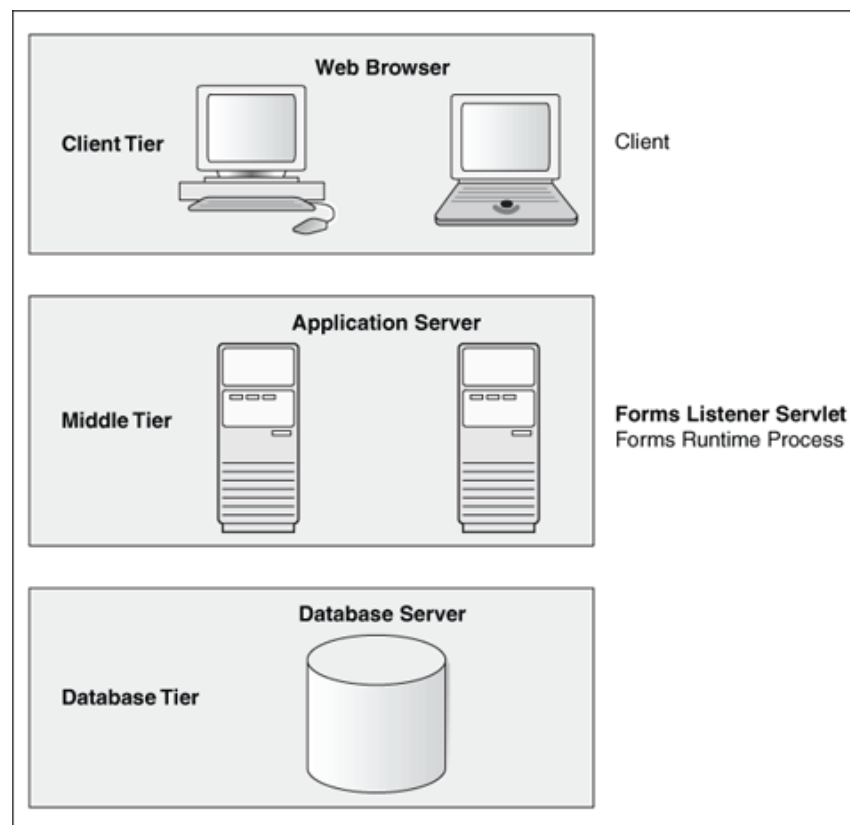 Web Browser
Client Tier
Client
Application Server
Middle Tier
Forms Listener Servlet
Forms Runtime Process
Database Server
Database Tier